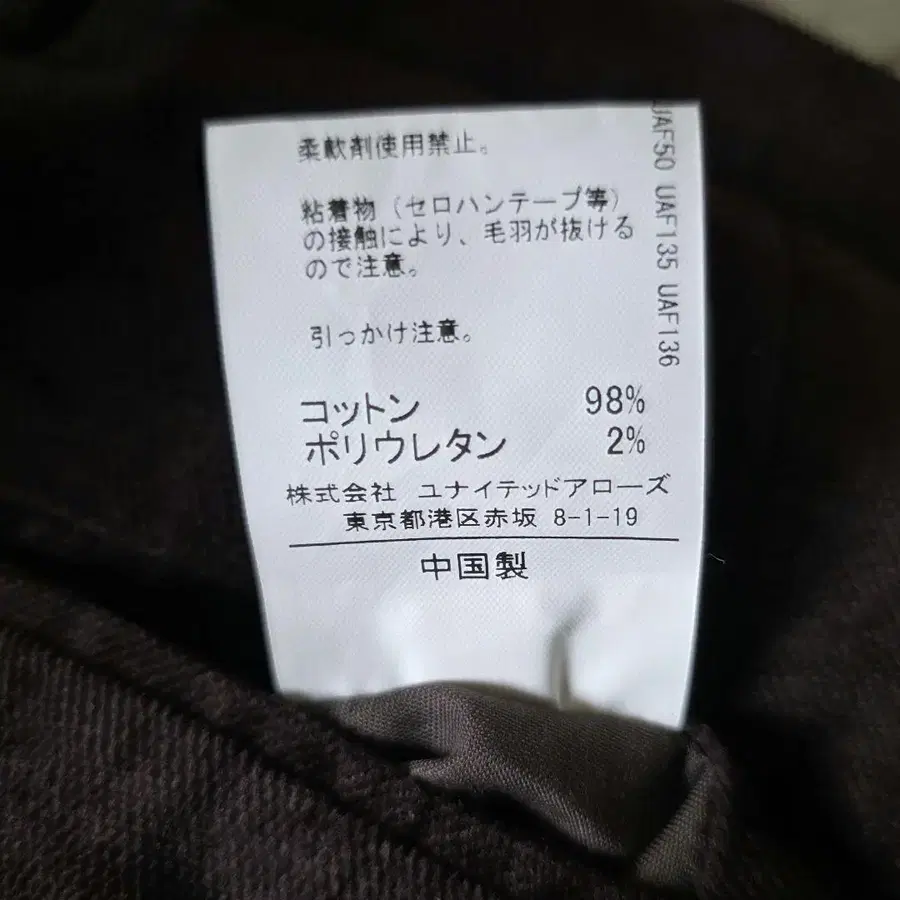 柔軟剤使用禁止。
粘着物（セロハンテープ等）
の接触により、毛羽が抜ける
ので注意。
引っかけ注意。
コットン 98%
ポリウレタン 2%
株式会社 ユナイテッドアローズ
東京都港区赤坂 8-1-19
中国製
UAF50 UAF135 UAF136